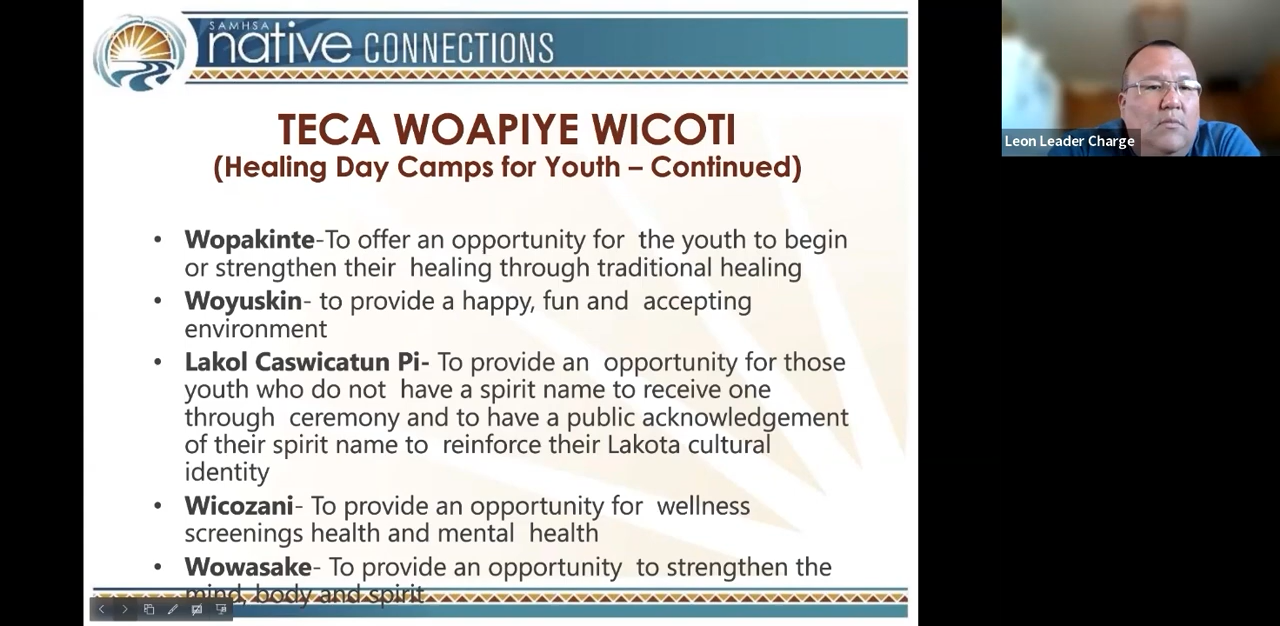 SAMHSA
native CONNECTIONS
TECA WOAPIYE WICOTI
(Healing Day Camps for Youth – Continued)
• Wopakinte-To offer an opportunity for the youth to begin
or strengthen their healing through traditional healing
• Woyuskin- to provide a happy, fun and accepting
environment
• Lakol Caswicatun Pi- To provide an opportunity for those
youth who do not have a spirit name to receive one
through ceremony and to have a public acknowledgement
of their spirit name to reinforce their Lakota cultural
identity
• Wicozani- To provide an opportunity for wellness
screenings health and mental health
• Wowasake- To provide an opportunity to strengthen the
mind, body and spirit
Leon Leader Charge